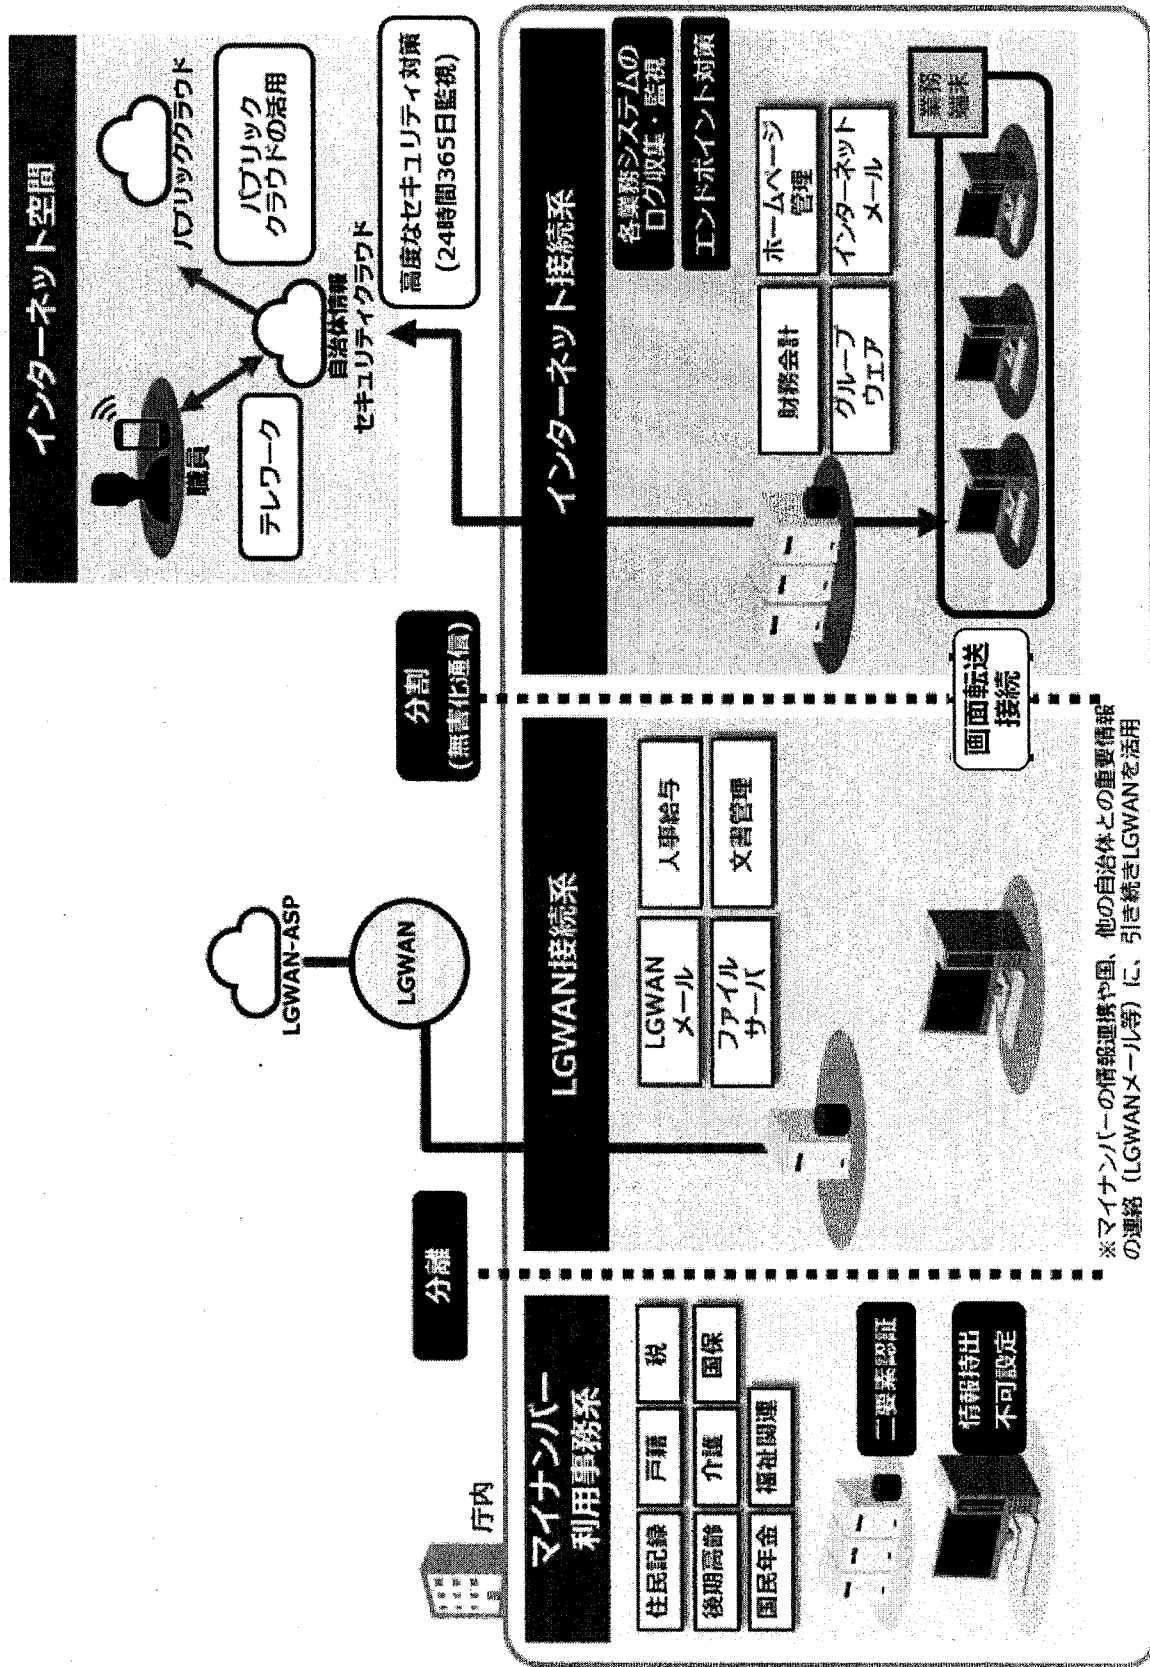 インターネット空間
職員
テレワーク
パブリッククラウド
パブリック
クラウドの活用
自治体情報
セキュリティクラウド
高度なセキュリティ対策
(24時間365日監視)
LGWAN-ASP
LGWAN
分離
分割
(無害化通信)
庁内
マイナンバー
利用事務系
住民記録
戸籍
税
後期高齢
介護
国保
国民年金
福祉関連
二要素認証
情報持出
不可設定
LGWAN接続系
LGWAN
メール
人事給与
ファイル
サーバ
文書管理
画面転送
接続
インターネット接続系
各業務システムの
ログ収集・監視
エンドポイント対策
財務会計
ホームページ
管理
グループ
ウェア
インターネット
メール
業務
端末
※マイナンバーの情報連携や国、他の自治体との重要情報
の連絡（LGWANメール等）に、引き続きLGWANを活用